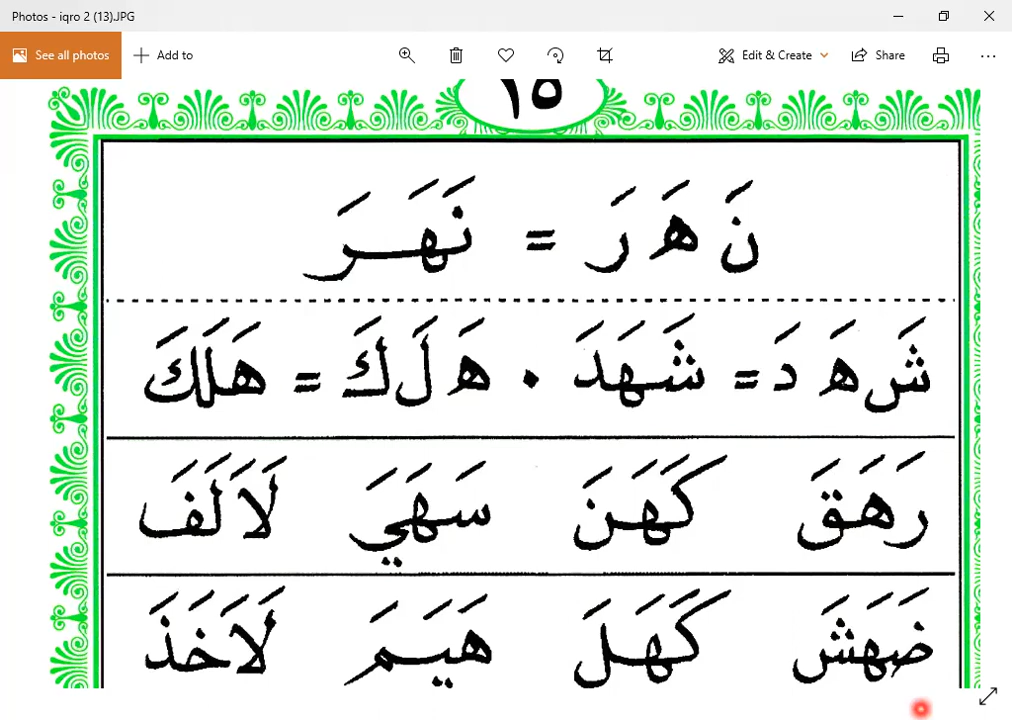 Photos - iqro 2 (13).JPG
See all photos Add to Edit & Create Share
١٥
نَ هَ رَ = نَهَرَ
شَ هَ دَ = شَهَدَ • هَ لَ كَ = هَلَكَ
رَهَقَ كَهَنَ سَهَيَ لَاَلَفَ
ضَهَشَ كَهَلَ هَيَمَ لَاَخَذَ